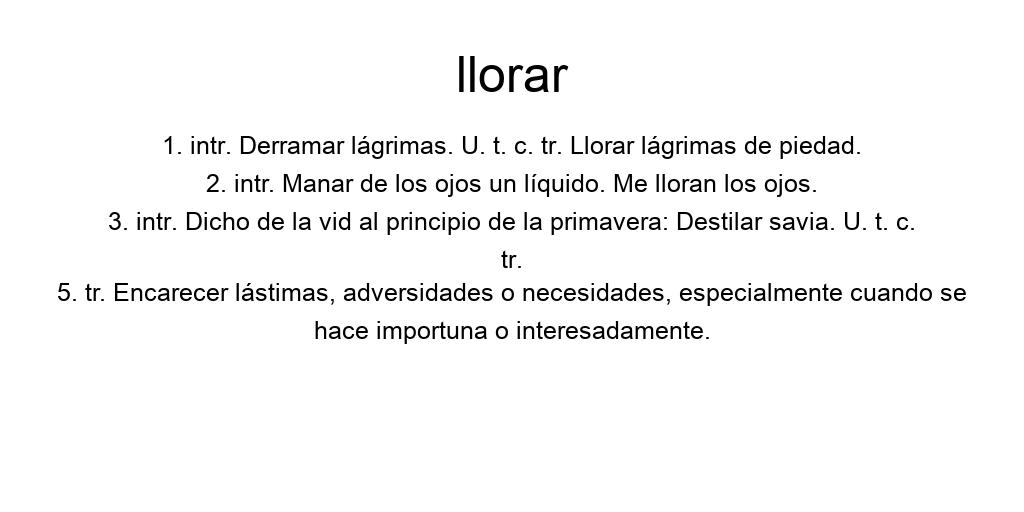 llorar
1. intr. Derramar lágrimas. U. t. c. tr. Llorar lágrimas de piedad.
2. intr. Manar de los ojos un líquido. Me lloran los ojos.
3. intr. Dicho de la vid al principio de la primavera: Destilar savia. U. t. c.
tr.
5. tr. Encarecer lástimas, adversidades o necesidades, especialmente cuando se
hace importuna o interesadamente.